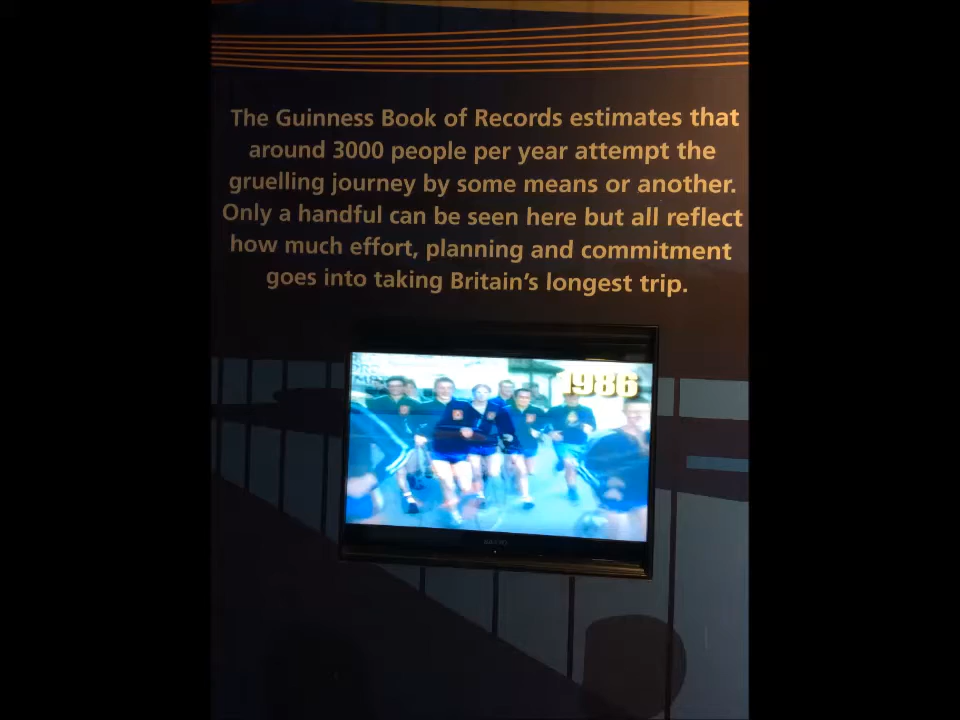 The Guinness Book of Records estimates that
around 3000 people per year attempt the
gruelling journey by some means or another.
Only a handful can be seen here but all reflect
how much effort, planning and commitment
goes into taking Britain's longest trip.
1986